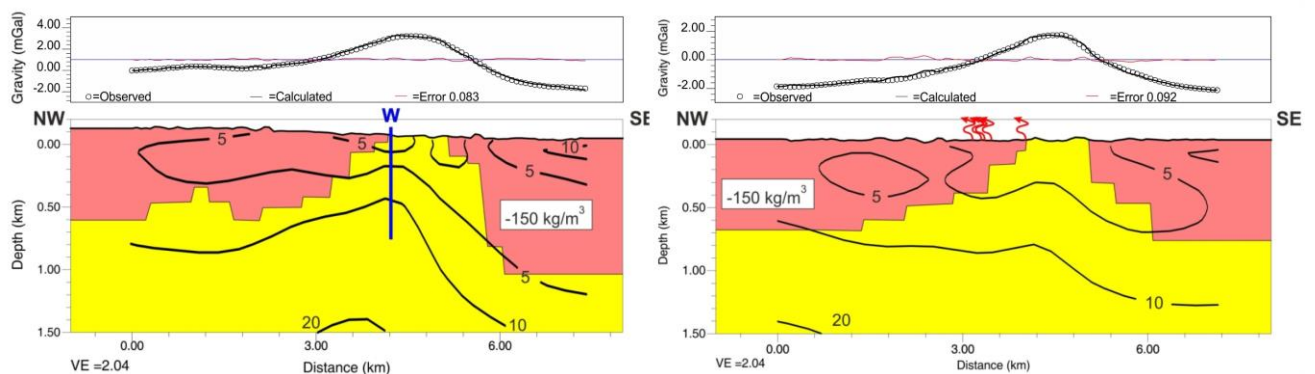 4.00
2.00
0.00
-2.00
Gravity (mGal)
=Observed
=Calculated
=Error 0.083
NW
W
SE
0.00
0.50
1.00
1.50
Depth (km)
5
5
10
5
-150 kg/m³
5
10
20
0.00
3.00
6.00
Distance (km)
VE =2.04
2.00
0.00
-2.00
Gravity (mGal)
=Observed
=Calculated
=Error 0.092
NW
SE
0.00
0.50
1.00
1.50
Depth (km)
5
5
-150 kg/m³
10
20
0.00
3.00
6.00
Distance (km)
VE =2.04